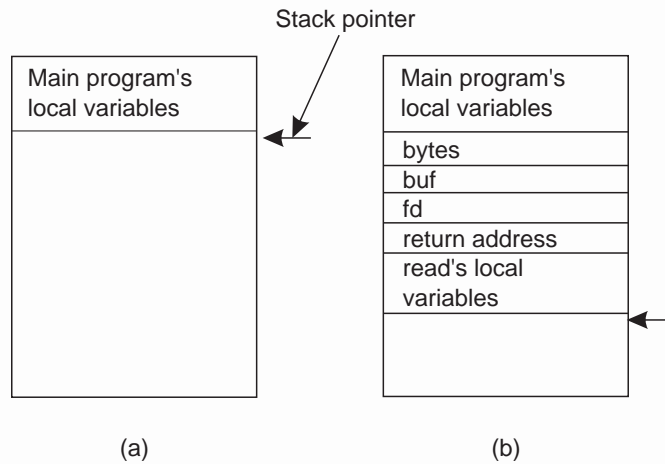 Stack pointer
Main program's
local variables
Main program's
local variables
bytes
buf
fd
return address
read's local
variables
(a)
(b)